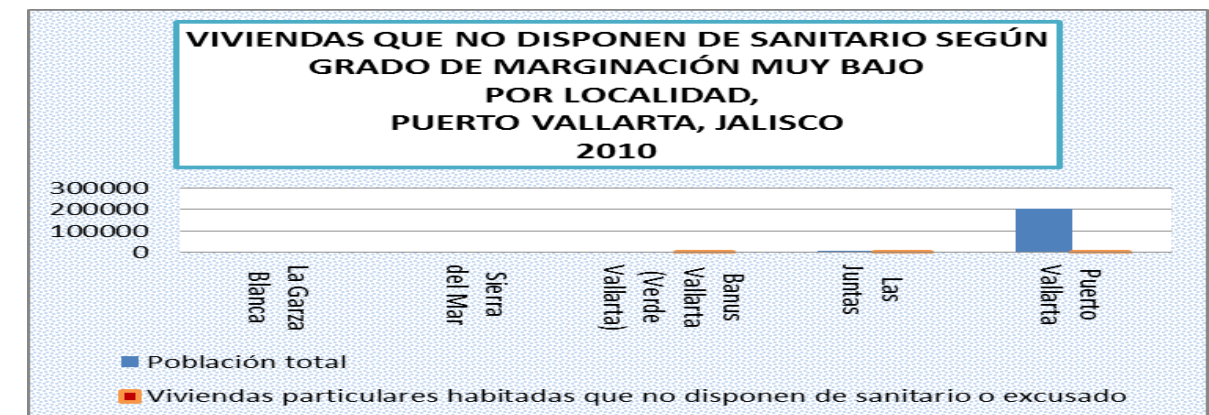 VIVIENDAS QUE NO DISPONEN DE SANITARIO SEGÚN
GRADO DE MARGINACIÓN MUY BAJO
POR LOCALIDAD,
PUERTO VALLARTA, JALISCO
2010
300000
200000
100000
0
La Garza
Blanca
Sierra
del Mar
Banus
Vallarta
(Verde
Vallarta)
Las
Juntas
Puerto
Vallarta
Población total
Viviendas particulares habitadas que no disponen de sanitario o excusado